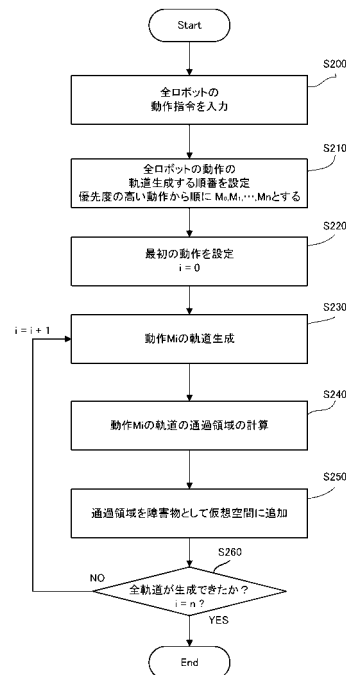 Start
S200
全ロボットの
動作指令を入力
S210
全ロボットの動作の
軌道生成する順番を設定
優先度の高い動作から順に M₀,M₁,…,Mnとする
S220
最初の動作を設定
i = 0
S230
i = i + 1
動作Miの軌道生成
S240
動作Miの軌道の通過領域の計算
S250
通過領域を障害物として仮想空間に追加
S260
NO
全軌道が生成できたか？
i = n ?
YES
End